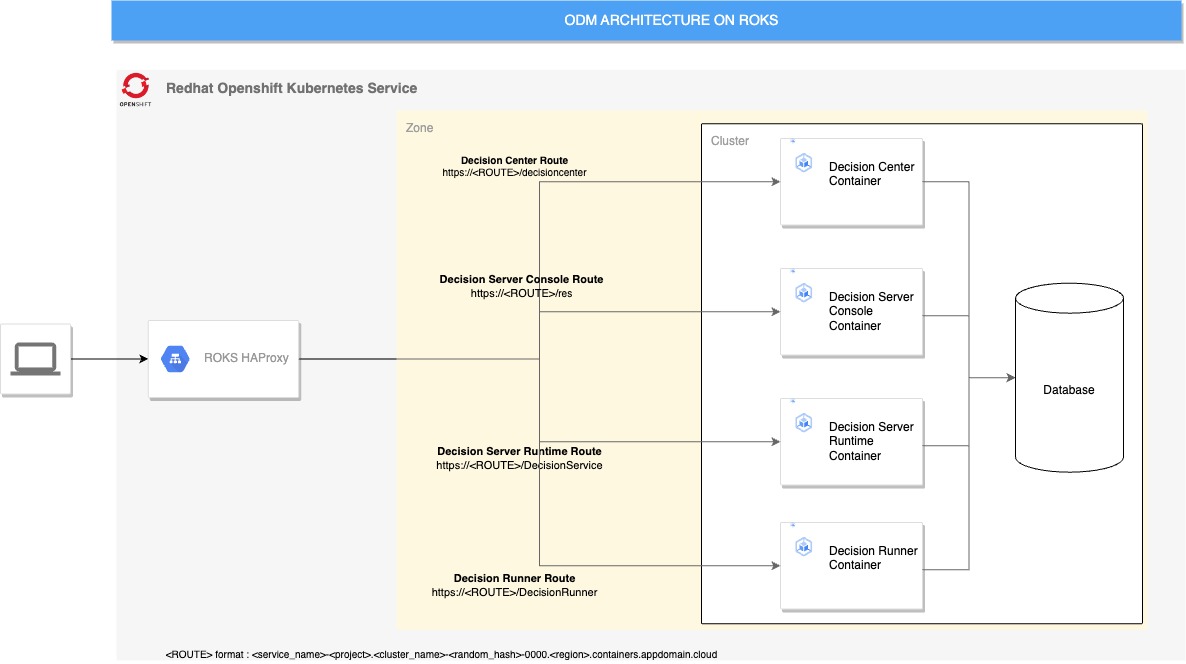 ODM ARCHITECTURE ON ROKS
OPENSHIFT
Redhat Openshift Kubernetes Service
Zone
Cluster
Decision Center Route
https://<ROUTE>/decisioncenter
Decision Center
Container
Decision Server Console Route
https://<ROUTE>/res
Decision Server
Console
Container
ROKS HAProxy
Database
Decision Server Runtime Route
https://<ROUTE>/DecisionService
Decision Server
Runtime
Container
Decision Runner Route
https://<ROUTE>/DecisionRunner
Decision Runner
Container
<ROUTE> format : <service_name>-<project>.<cluster_name>-<random_hash>-0000.<region>.containers.appdomain.cloud